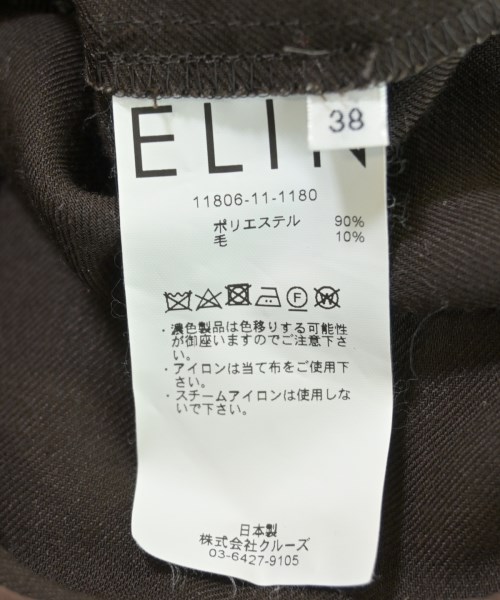 ELIN
38
11806-11-1180
ポリエステル 90%
毛 10%
・濃色製品は色移りする可能性
が御座いますのでご注意下さ
い。
・アイロンは当て布をご使用下
さい。
・スチームアイロンは使用しな
いで下さい。
日本製
株式会社クルーズ
03-6427-9105